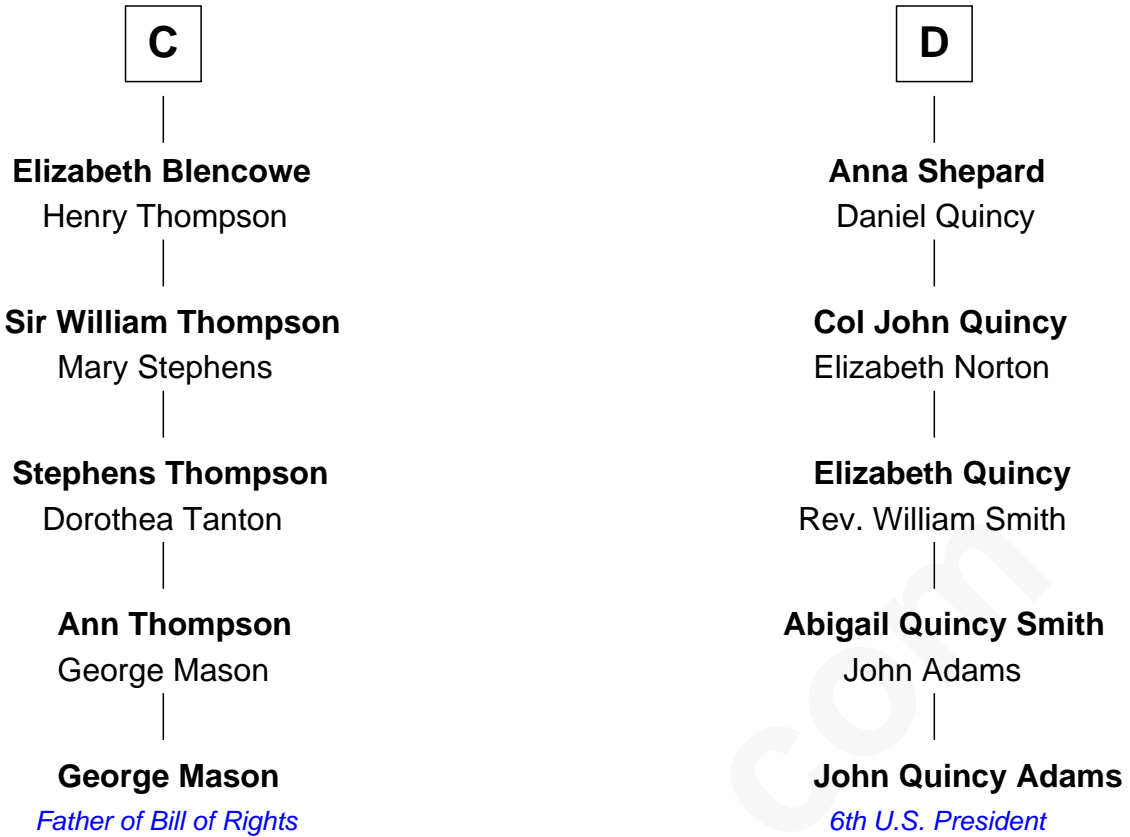 C
Elizabeth Blencowe
Henry Thompson
Sir William Thompson
Mary Stephens
Stephens Thompson
Dorothea Tanton
Ann Thompson
George Mason
George Mason
Father of Bill of Rights
D
Anna Shepard
Daniel Quincy
Col John Quincy
Elizabeth Norton
Elizabeth Quincy
Rev. William Smith
Abigail Quincy Smith
John Adams
John Quincy Adams
6th U.S. President
com